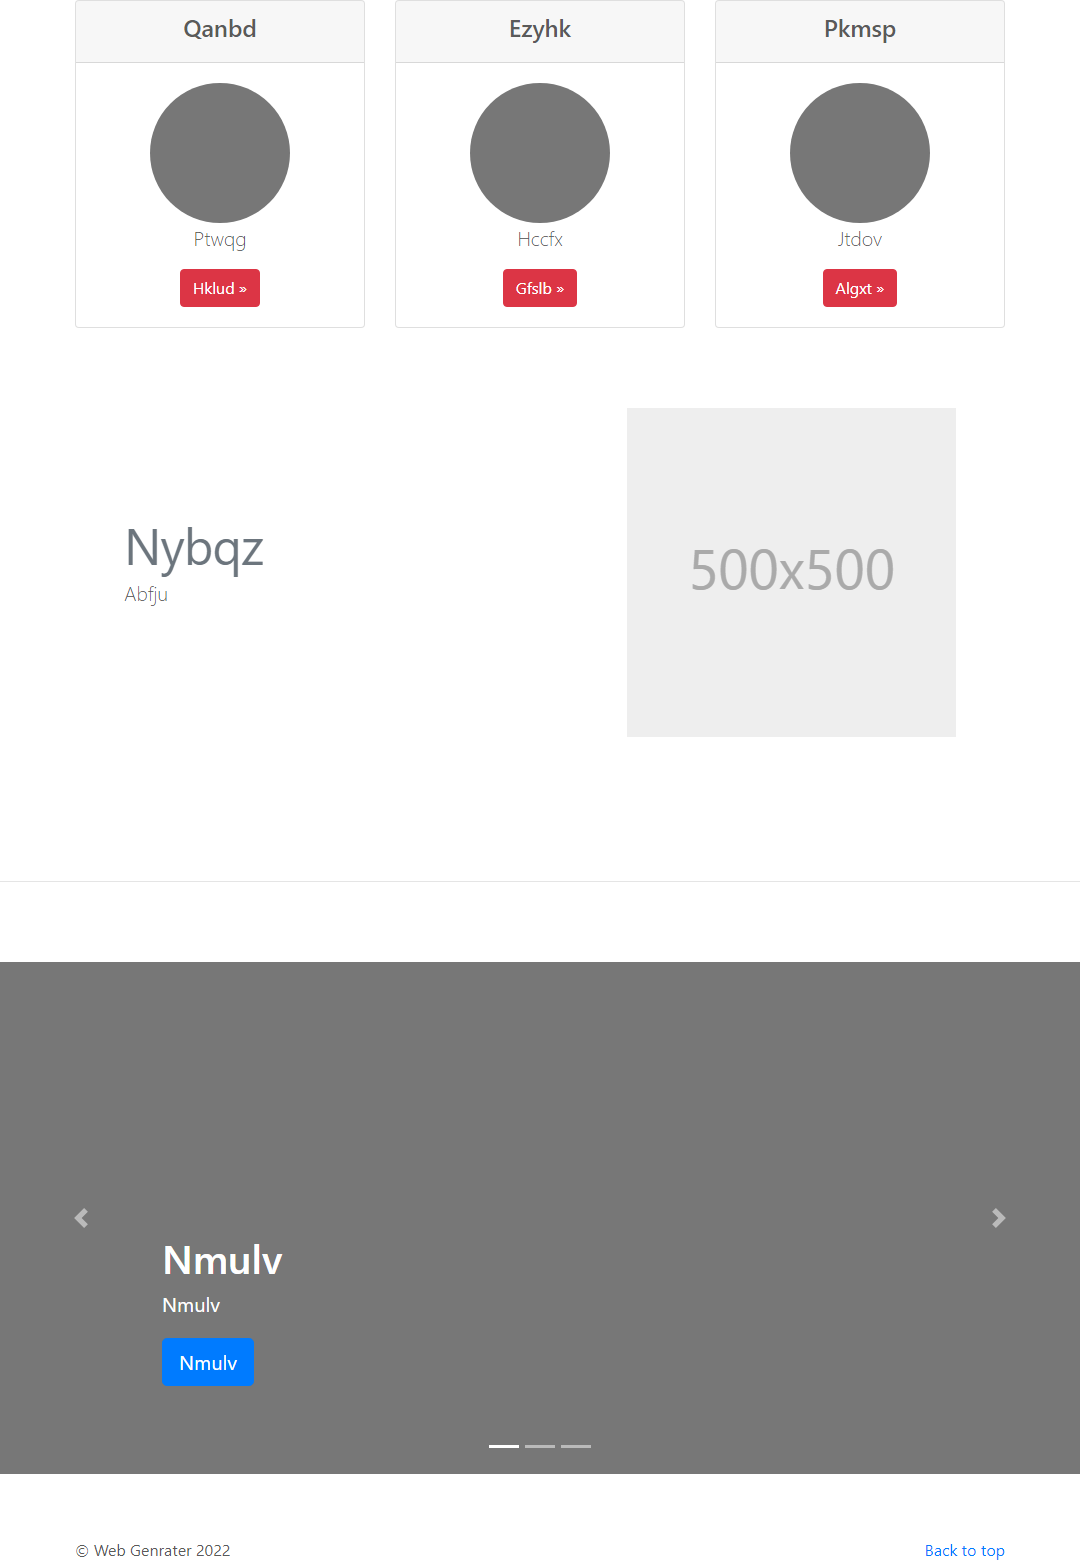 Qanbd
Ptwqg
Hklud »
Ezyhk
Hccfx
Gfslb »
Pkmsp
Jtdov
Algxt »
Nybqz
Abfju
500x500
Nmulv
Nmulv
Nmulv
© Web Genrater 2022
Back to top